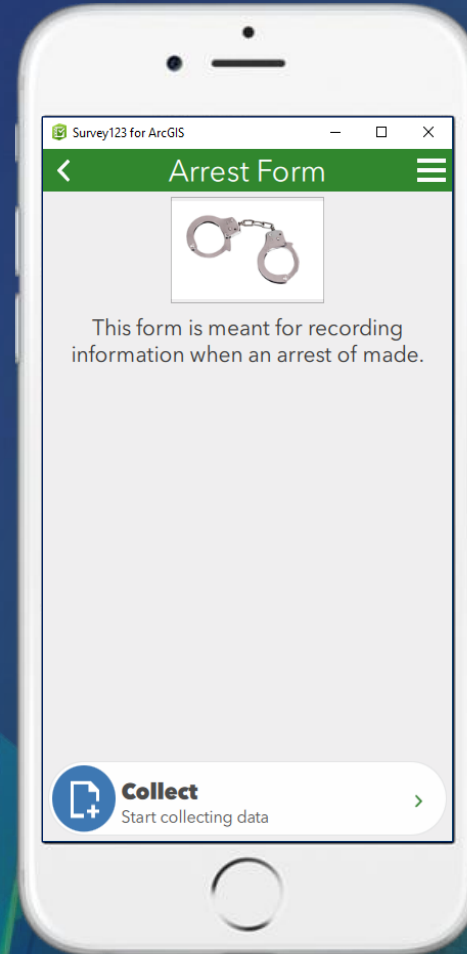 Survey123 for ArcGIS
Arrest Form
This form is meant for recording
information when an arrest of made.
Collect
Start collecting data